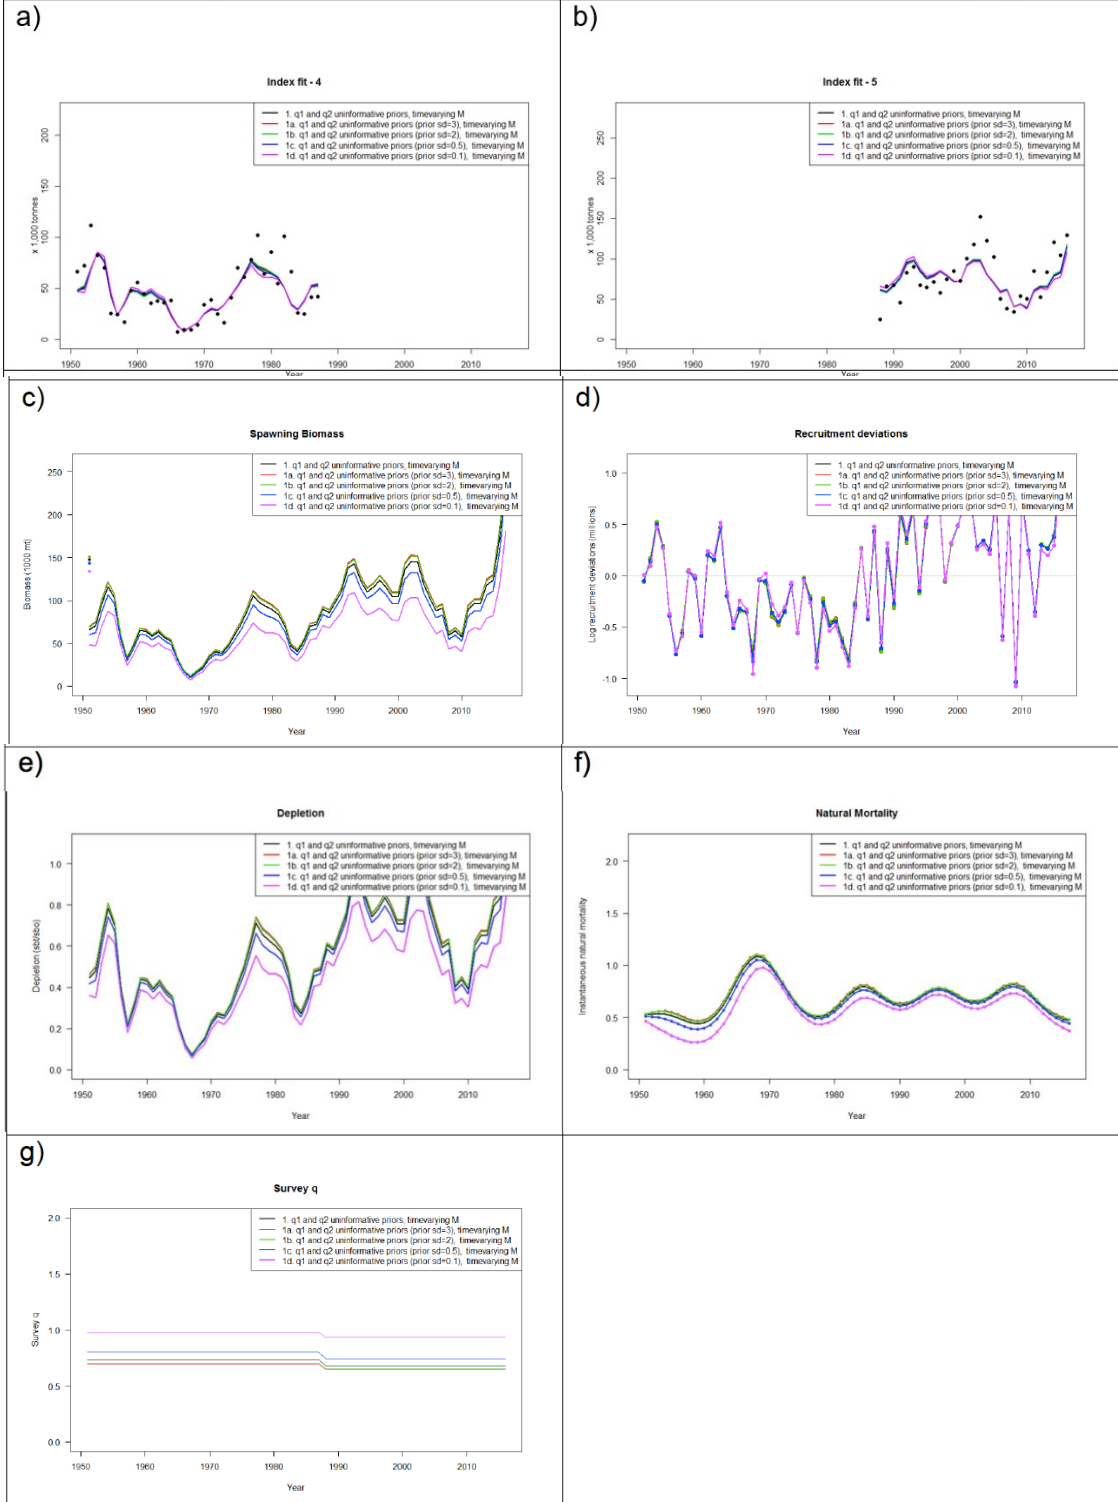 a)
Index fit - 4
1. q1 and q2 uninformative priors, timevarying M
1a. q1 and q2 uninformative priors (prior sd=3), timevarying M
1b. q1 and q2 uninformative priors (prior sd=2), timevarying M
1c. q1 and q2 uninformative priors (prior sd=0.5), timevarying M
1d. q1 and q2 uninformative priors (prior sd=0.1), timevarying M
x 1,000 tonnes
200
150
100
50
0
1950 1960 1970 1980 1990 2000 2010
Year
b)
Index fit - 5
1. q1 and q2 uninformative priors, timevarying M
1a. q1 and q2 uninformative priors (prior sd=3), timevarying M
1b. q1 and q2 uninformative priors (prior sd=2), timevarying M
1c. q1 and q2 uninformative priors (prior sd=0.5), timevarying M
1d. q1 and q2 uninformative priors (prior sd=0.1), timevarying M
x 1,000 tonnes
250
200
150
100
50
0
1950 1960 1970 1980 1990 2000 2010
Year
c)
Spawning Biomass
1. q1 and q2 uninformative priors, timevarying M
1a. q1 and q2 uninformative priors (prior sd=3), timevarying M
1b. q1 and q2 uninformative priors (prior sd=2), timevarying M
1c. q1 and q2 uninformative priors (prior sd=0.5), timevarying M
1d. q1 and q2 uninformative priors (prior sd=0.1), timevarying M
Biomass (1000 mt)
250
200
150
100
50
0
1950 1960 1970 1980 1990 2000 2010
Year
d)
Recruitment deviations
1. q1 and q2 uninformative priors, timevarying M
1a. q1 and q2 uninformative priors (prior sd=3), timevarying M
1b. q1 and q2 uninformative priors (prior sd=2), timevarying M
1c. q1 and q2 uninformative priors (prior sd=0.5), timevarying M
1d. q1 and q2 uninformative priors (prior sd=0.1), timevarying M
Log recruitment deviations (millions)
1.0
0.5
0.0
-0.5
-1.0
1950 1960 1970 1980 1990 2000 2010
Year
e)
Depletion
1. q1 and q2 uninformative priors, timevarying M
1a. q1 and q2 uninformative priors (prior sd=3), timevarying M
1b. q1 and q2 uninformative priors (prior sd=2), timevarying M
1c. q1 and q2 uninformative priors (prior sd=0.5), timevarying M
1d. q1 and q2 uninformative priors (prior sd=0.1), timevarying M
Depletion (sbt/sbo)
1.0
0.8
0.6
0.4
0.2
0.0
1950 1960 1970 1980 1990 2000 2010
Year
f)
Natural Mortality
1. q1 and q2 uninformative priors, timevarying M
1a. q1 and q2 uninformative priors (prior sd=3), timevarying M
1b. q1 and q2 uninformative priors (prior sd=2), timevarying M
1c. q1 and q2 uninformative priors (prior sd=0.5), timevarying M
1d. q1 and q2 uninformative priors (prior sd=0.1), timevarying M
Instantaneous natural mortality
2.0
1.5
1.0
0.5
0.0
1950 1960 1970 1980 1990 2000 2010
Year
g)
Survey q
1. q1 and q2 uninformative priors, timevarying M
1a. q1 and q2 uninformative priors (prior sd=3), timevarying M
1b. q1 and q2 uninformative priors (prior sd=2), timevarying M
1c. q1 and q2 uninformative priors (prior sd=0.5), timevarying M
1d. q1 and q2 uninformative priors (prior sd=0.1), timevarying M
Survey q
2.0
1.5
1.0
0.5
0.0
1950 1960 1970 1980 1990 2000 2010
Year